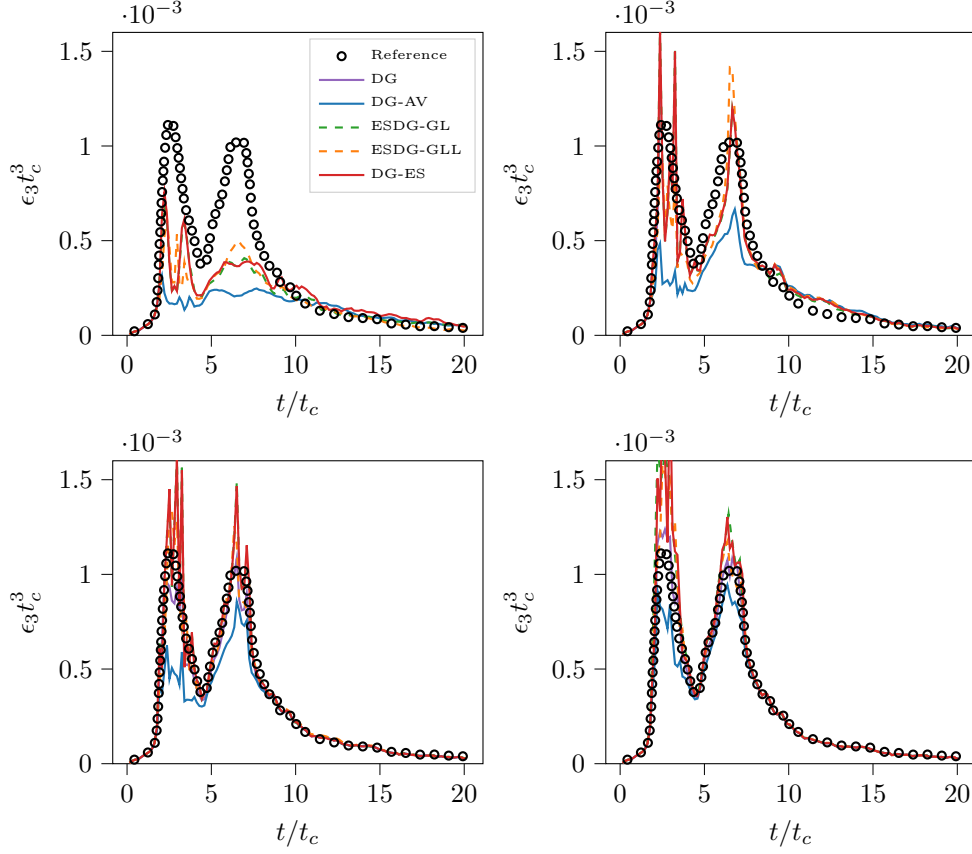 ·10⁻³ ·10⁻³
1.5 1.5
Reference
DG
DG-AV
ESDG-GL
ESDG-GLL
DG-ES
1 1
0.5 0.5
0 0
ϵ₃t_c³ ϵ₃t_c³
0 5 10 15 20 0 5 10 15 20
t/t_c t/t_c
·10⁻³ ·10⁻³
1.5 1.5
1 1
0.5 0.5
0 0
ϵ₃t_c³ ϵ₃t_c³
0 5 10 15 20 0 5 10 15 20
t/t_c t/t_c